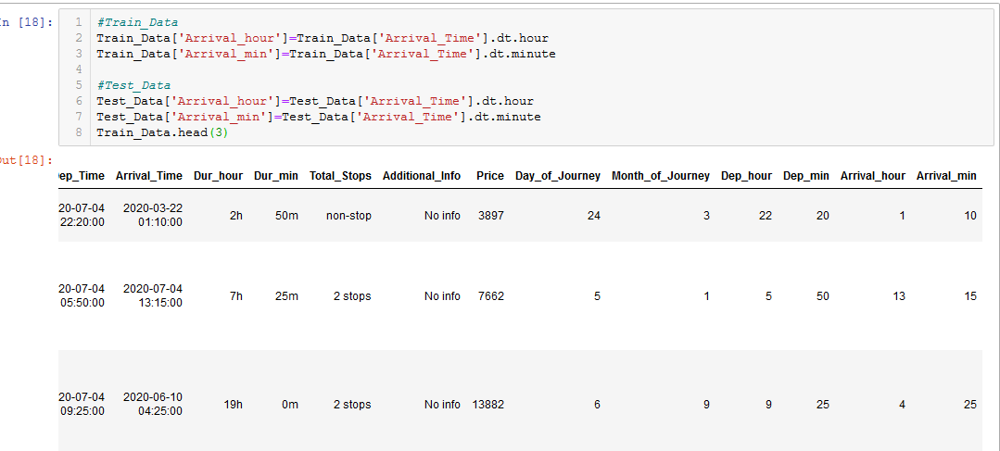 n [18]:
1 #Train_Data
2 Train_Data['Arrival_hour']=Train_Data['Arrival_Time'].dt.hour
3 Train_Data['Arrival_min']=Train_Data['Arrival_Time'].dt.minute
4
5 #Test_Data
6 Test_Data['Arrival_hour']=Test_Data['Arrival_Time'].dt.hour
7 Test_Data['Arrival_min']=Test_Data['Arrival_Time'].dt.minute
8 Train_Data.head(3)
ut[18]:
ep_Time Arrival_Time Dur_hour Dur_min Total_Stops Additional_Info Price Day_of_Journey Month_of_Journey Dep_hour Dep_min Arrival_hour Arrival_min
20-07-04 22:20:00 2020-03-22 01:10:00 2h 50m non-stop No info 3897 24 3 22 20 1 10
20-07-04 05:50:00 2020-07-04 13:15:00 7h 25m 2 stops No info 7662 5 1 5 50 13 15
20-07-04 09:25:00 2020-06-10 04:25:00 19h 0m 2 stops No info 13882 6 9 9 25 4 25